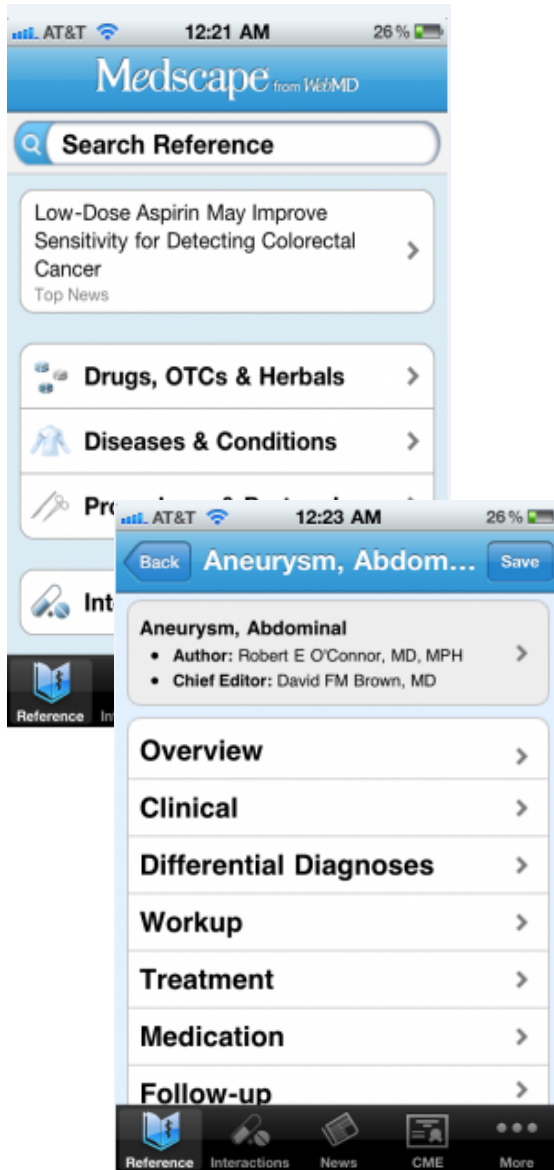 AT&T 12:21 AM 26%
Medscape from WebMD
Search Reference
Low-Dose Aspirin May Improve
Sensitivity for Detecting Colorectal
Cancer
Top News
Drugs, OTCs & Herbals
Diseases & Conditions
Reference
AT&T 12:23 AM 26%
Back Aneurysm, Abdom... Save
Aneurysm, Abdominal
• Author: Robert E O'Connor, MD, MPH
• Chief Editor: David FM Brown, MD
Overview
Clinical
Differential Diagnoses
Workup
Treatment
Medication
Follow-up
Reference Interactions News CME More